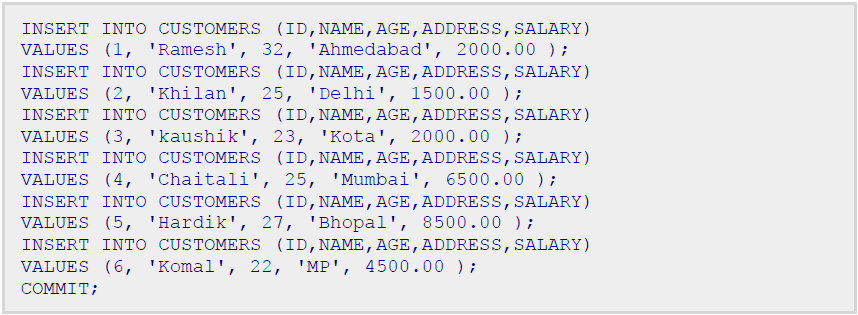 INSERT INTO CUSTOMERS (ID,NAME,AGE,ADDRESS,SALARY)
VALUES (1, 'Ramesh', 32, 'Ahmedabad', 2000.00 );
INSERT INTO CUSTOMERS (ID,NAME,AGE,ADDRESS,SALARY)
VALUES (2, 'Khilan', 25, 'Delhi', 1500.00 );
INSERT INTO CUSTOMERS (ID,NAME,AGE,ADDRESS,SALARY)
VALUES (3, 'kaushik', 23, 'Kota', 2000.00 );
INSERT INTO CUSTOMERS (ID,NAME,AGE,ADDRESS,SALARY)
VALUES (4, 'Chaitali', 25, 'Mumbai', 6500.00 );
INSERT INTO CUSTOMERS (ID,NAME,AGE,ADDRESS,SALARY)
VALUES (5, 'Hardik', 27, 'Bhopal', 8500.00 );
INSERT INTO CUSTOMERS (ID,NAME,AGE,ADDRESS,SALARY)
VALUES (6, 'Komal', 22, 'MP', 4500.00 );
COMMIT;